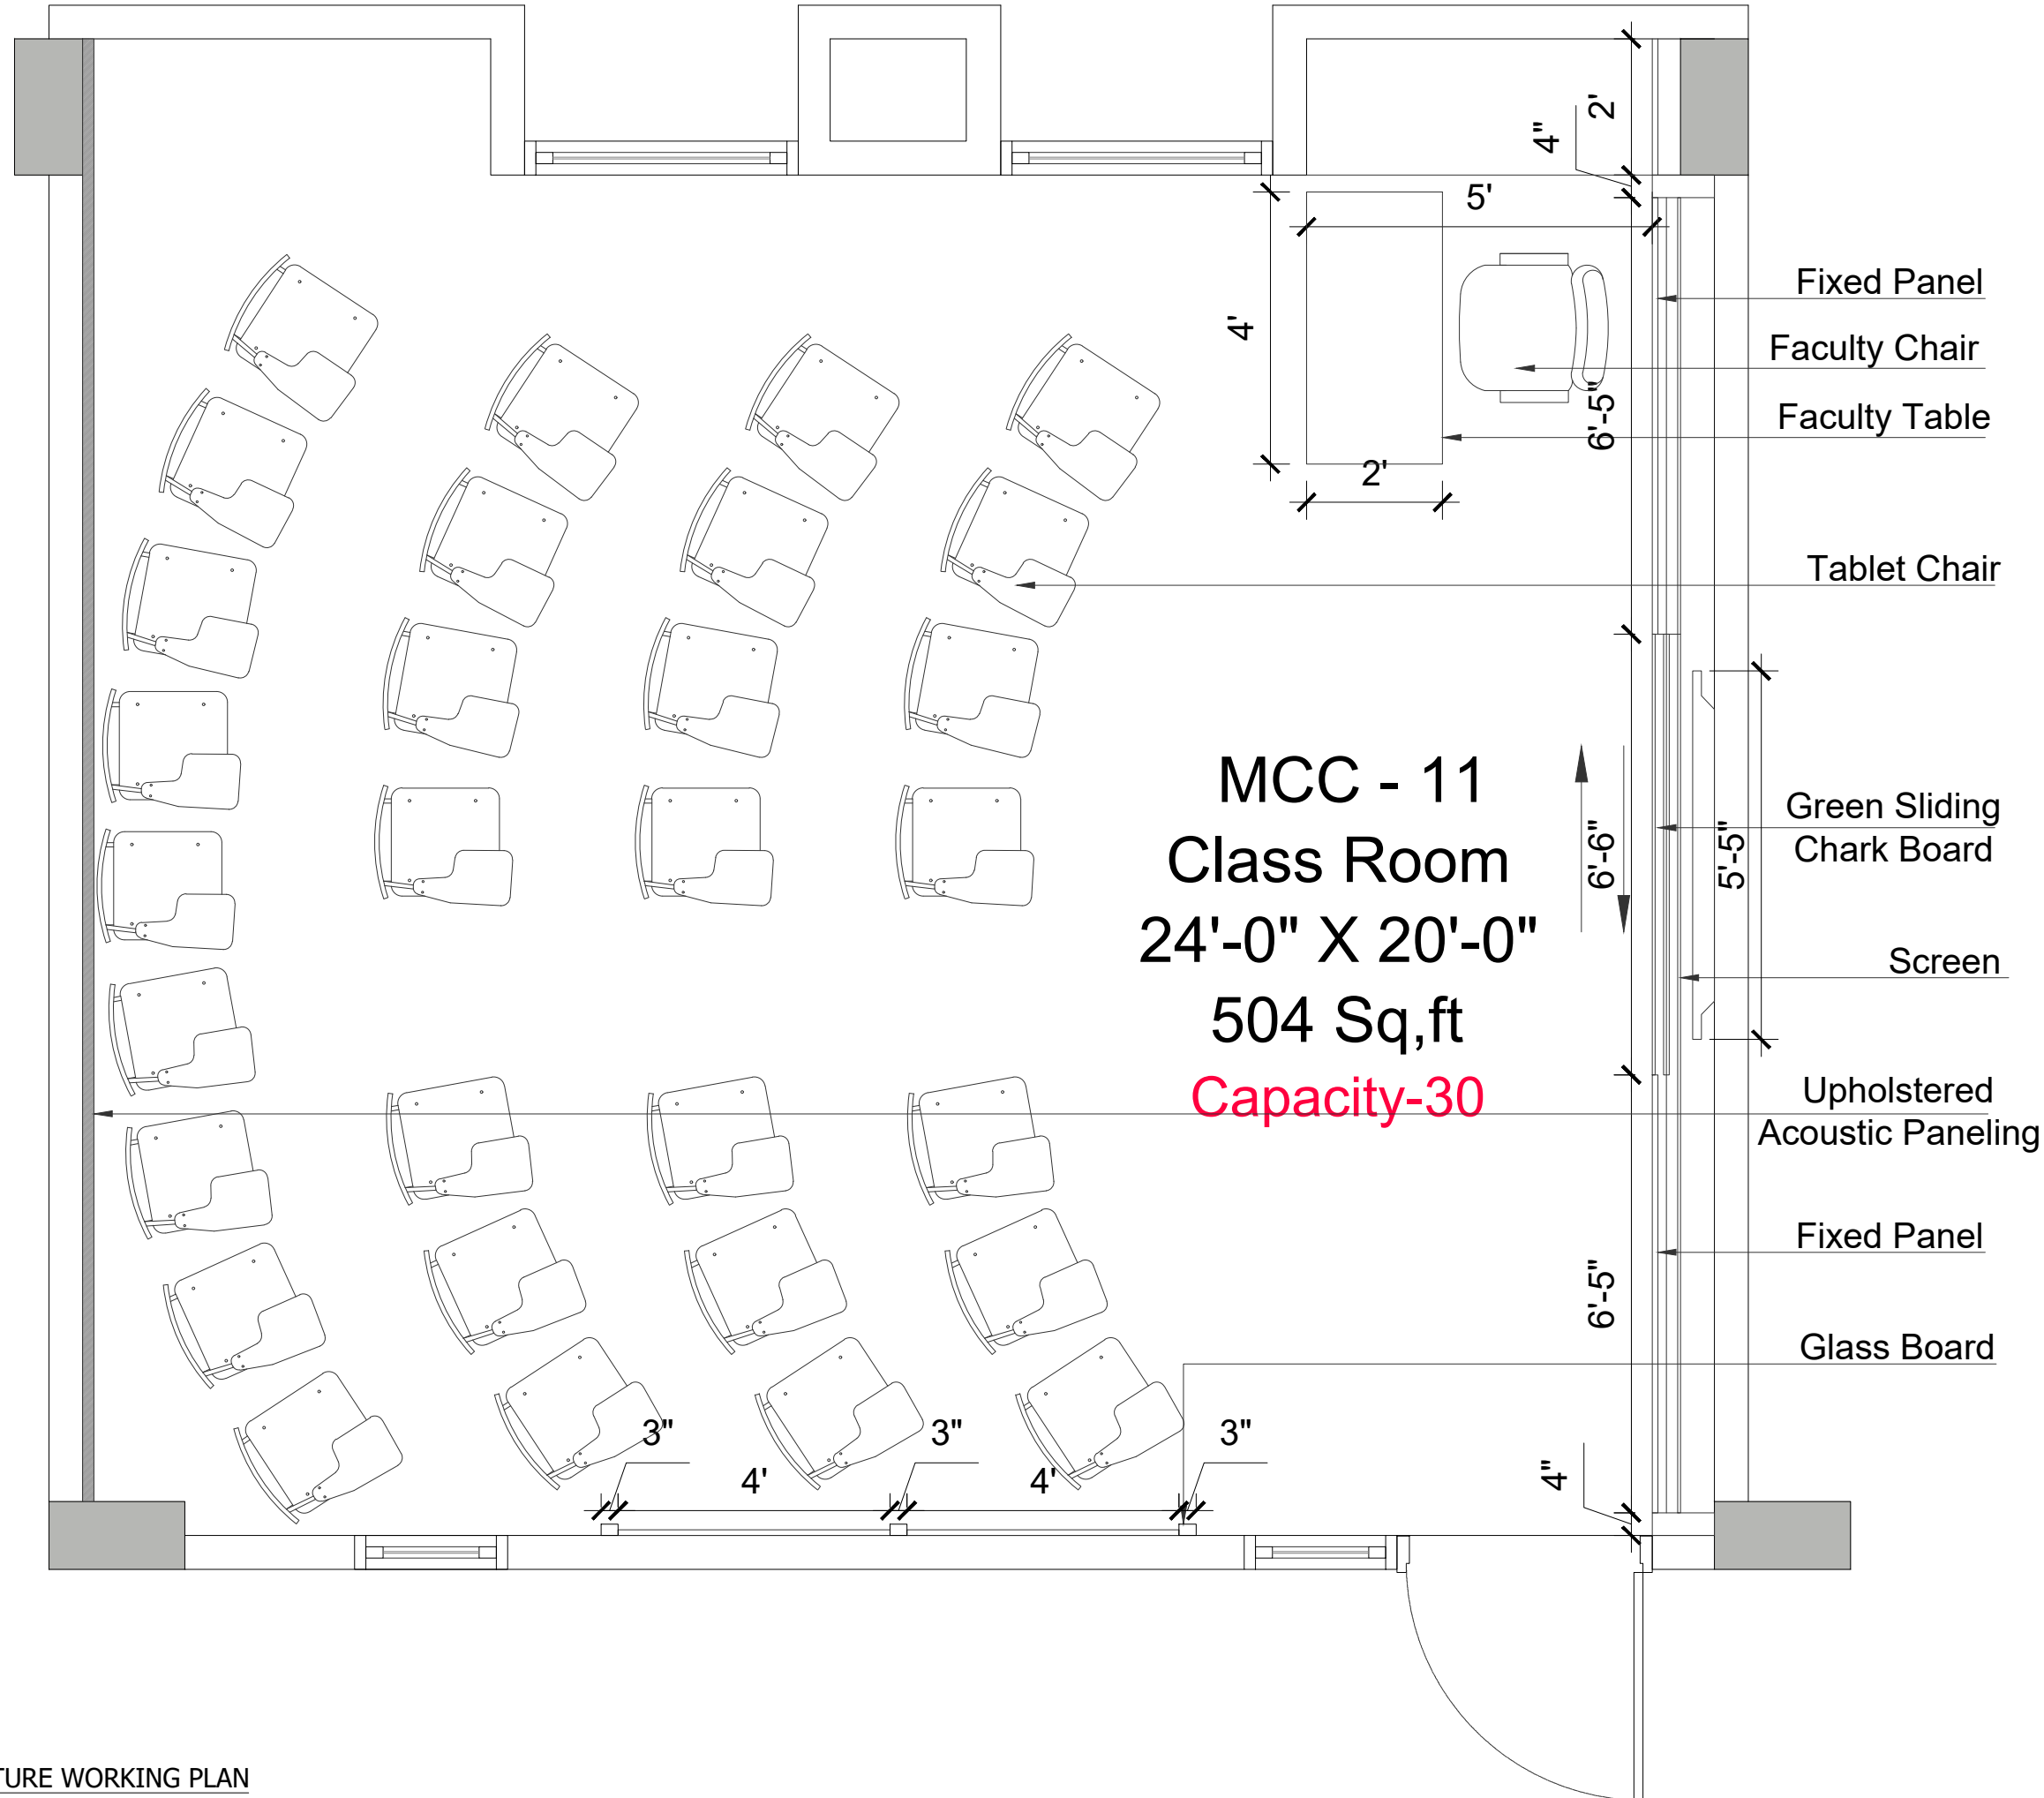 2'
4"
5'
Fixed Panel
4'
Faculty Chair
6'-5"
Faculty Table
2'
Tablet Chair
MCC - 11
Class Room
24'-0" X 20'-0"
504 Sq,ft
Capacity-30
6'-6"
5'-5"
Green Sliding
Chark Board
Screen
Upholstered
Acoustic Paneling
Fixed Panel
6'-5"
Glass Board
3"
3"
3"
4'
4'
4"
TURE WORKING PLAN